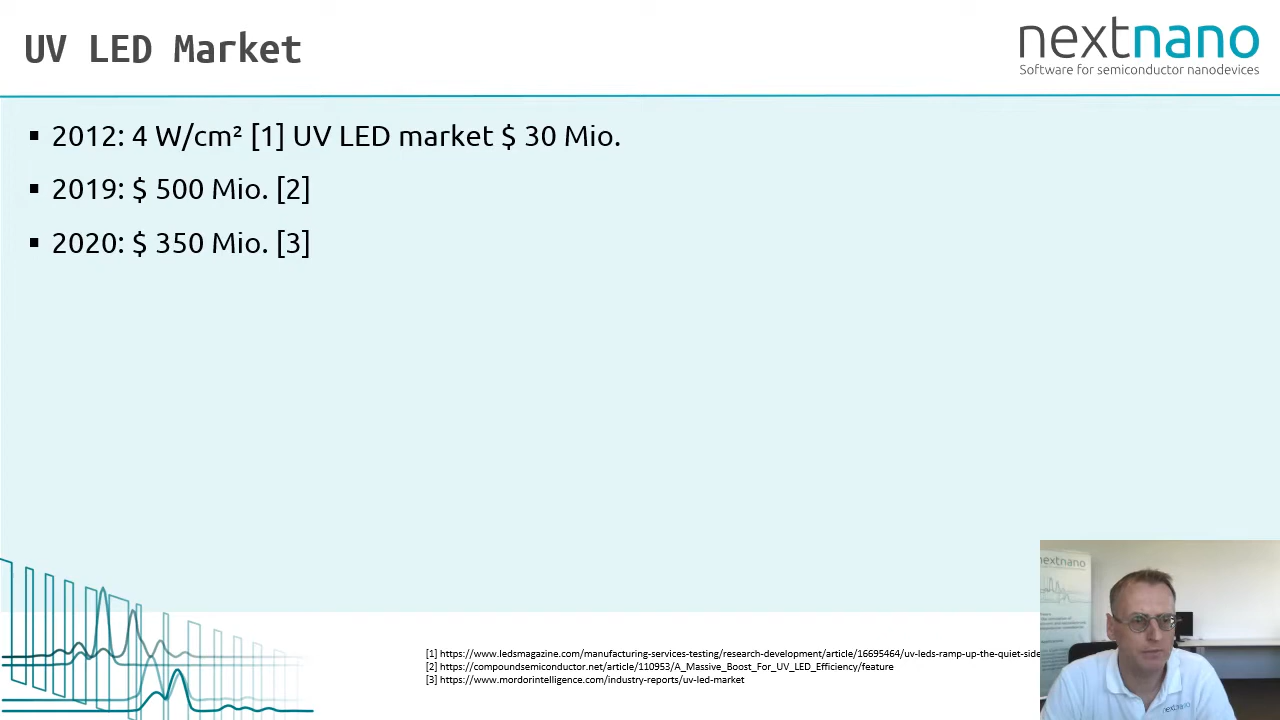 UV LED Market
nextnano
Software for semiconductor nanodevices
▪ 2012: 4 W/cm² [1] UV LED market $ 30 Mio.
▪ 2019: $ 500 Mio. [2]
▪ 2020: $ 350 Mio. [3]
[1] https://www.ledsmagazine.com/manufacturing-services-testing/research-development/article/16695464/uv-leds-ramp-up-the-quiet-side
[2] https://compoundsemiconductor.net/article/110953/A_Massive_Boost_For_UV_LED_Efficiency/feature
[3] https://www.mordorintelligence.com/industry-reports/uv-led-market
nextnano
nextnano